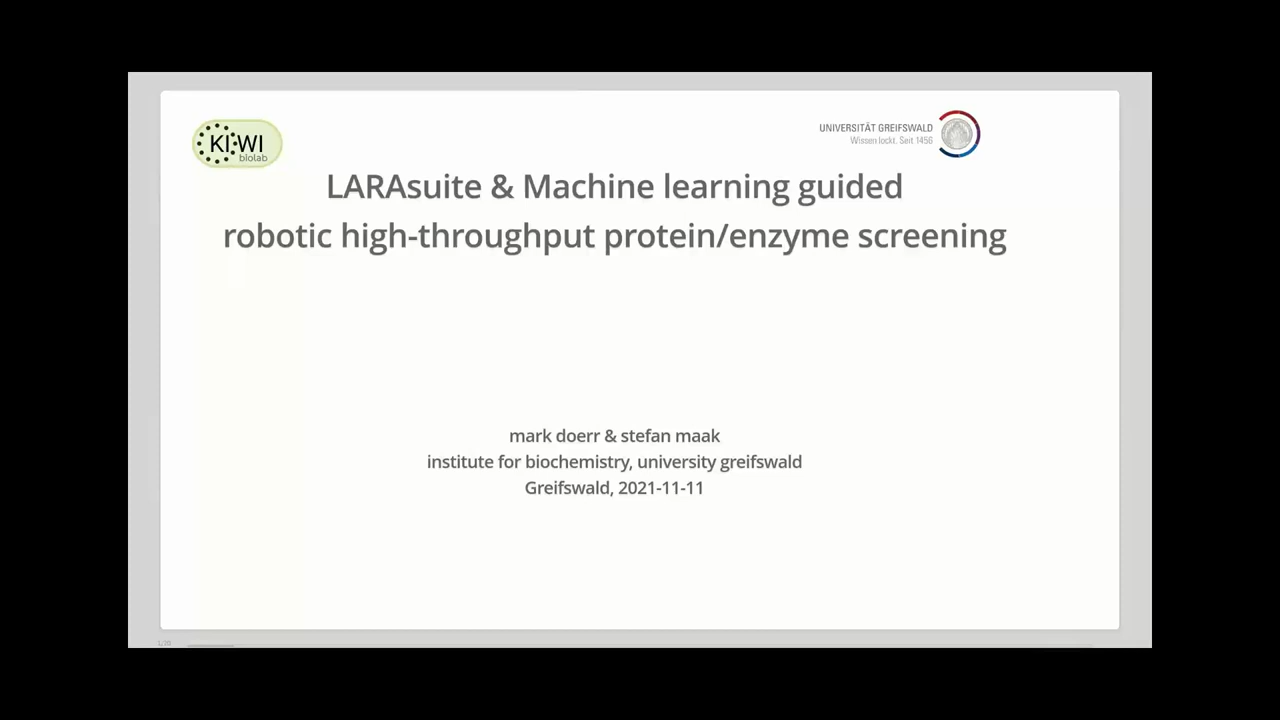 KI:WI
biolab
UNIVERSITÄT GREIFSWALD
Wissen lockt. Seit 1456
LARAsuite & Machine learning guided
robotic high-throughput protein/enzyme screening
mark doerr & stefan maak
institute for biochemistry, university greifswald
Greifswald, 2021-11-11